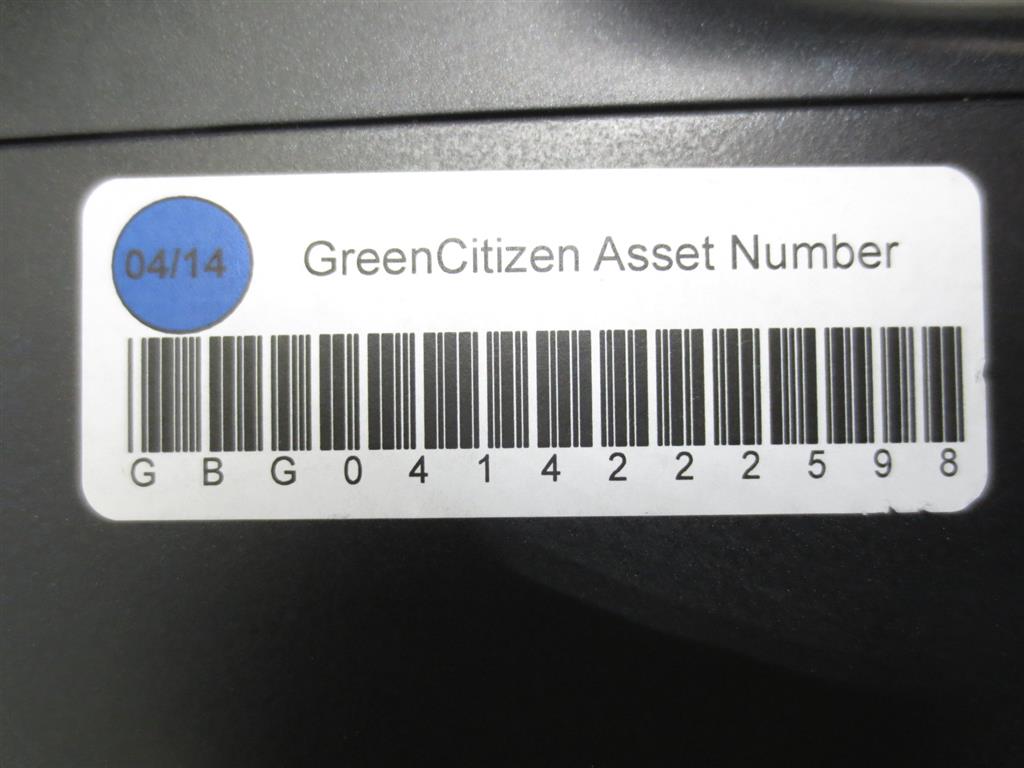 04/14
GreenCitizen Asset Number
G B G 0 4 1 4 2 2 2 5 9 8